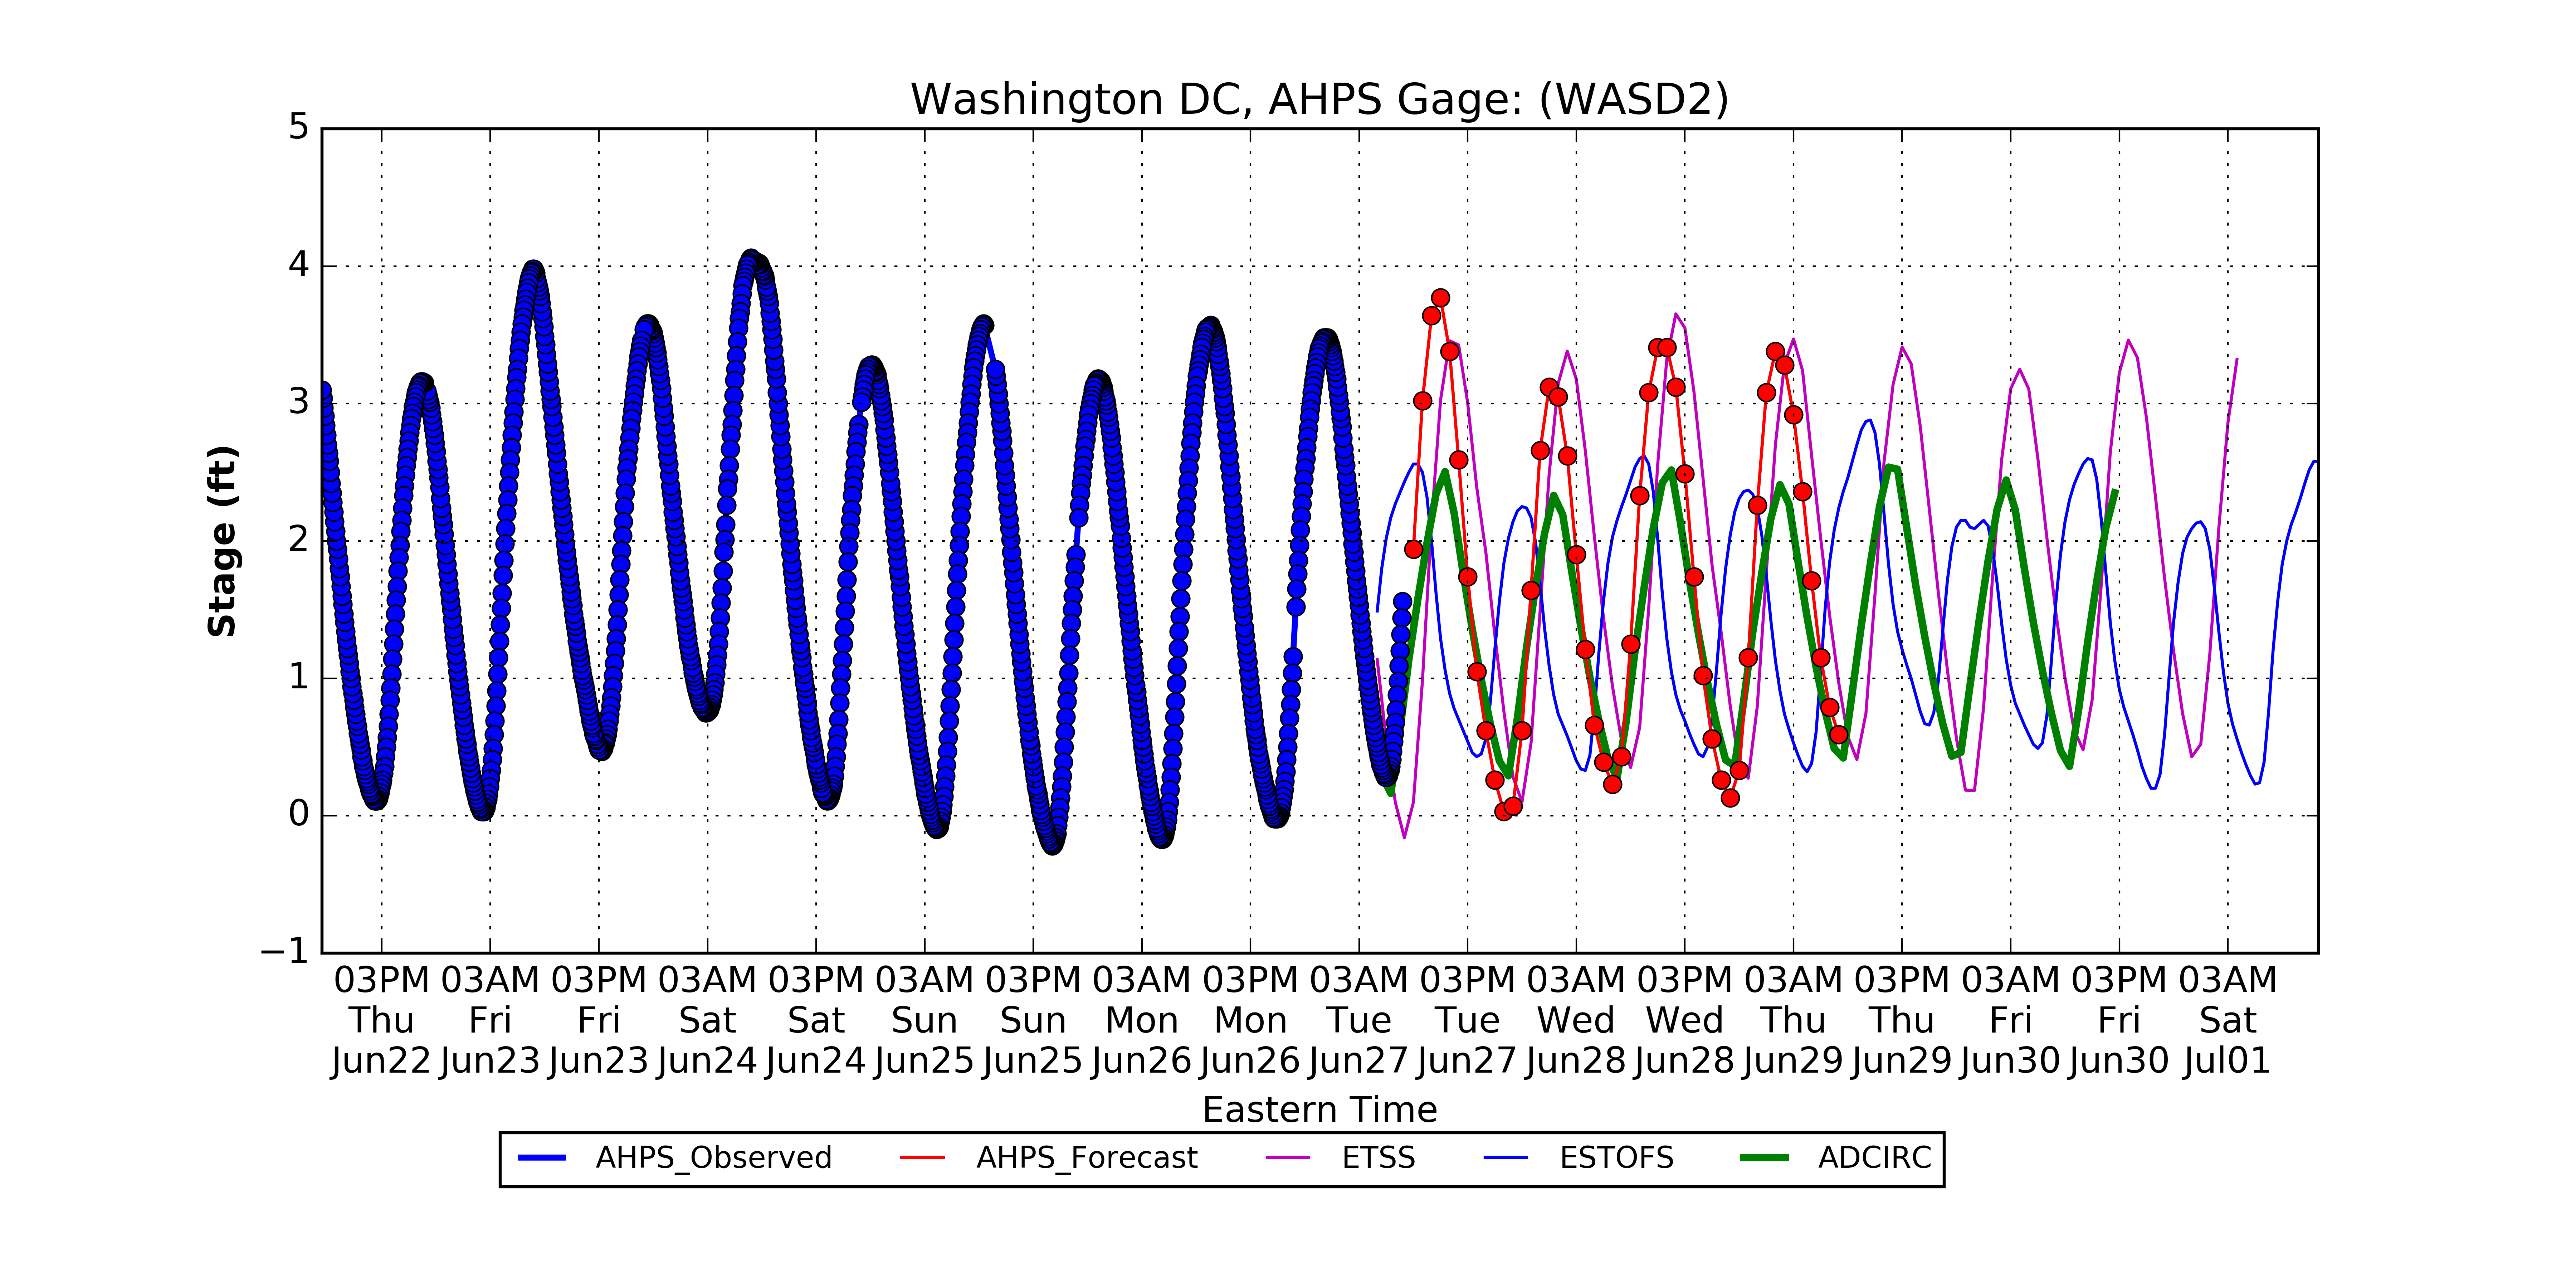 Washington DC, AHPS Gage: (WASD2)
5
4
3
2
1
0
−1
Stage (ft)
03PM 03AM 03PM 03AM 03PM 03AM 03PM 03AM 03PM 03AM 03PM 03AM 03PM 03AM 03PM 03AM 03PM 03AM
Thu Fri Fri Sat Sat Sun Sun Mon Mon Tue Tue Wed Wed Thu Thu Fri Fri Sat
Jun22 Jun23 Jun23 Jun24 Jun24 Jun25 Jun25 Jun26 Jun26 Jun27 Jun27 Jun28 Jun28 Jun29 Jun29 Jun30 Jun30 Jul01
Eastern Time
AHPS_Observed AHPS_Forecast ETSS ESTOFS ADCIRC